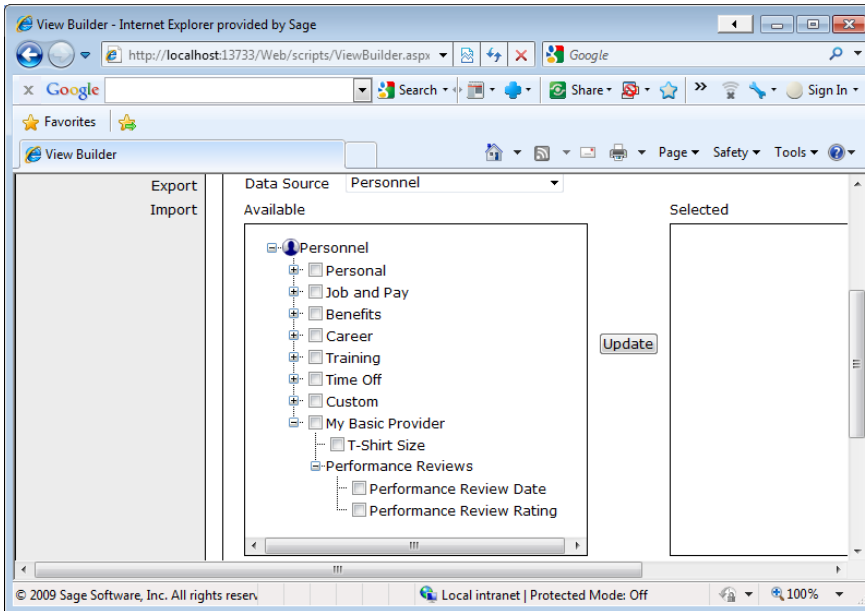 View Builder - Internet Explorer provided by Sage
http://localhost:13733/Web/scripts/ViewBuilder.aspx
Google
x Google Search Share Sign In
Favorites
View Builder Page Safety Tools
Export Data Source Personnel
Import Available Selected
Personnel
Personal
Job and Pay
Benefits
Career
Update
Training
Time Off
Custom
My Basic Provider
T-Shirt Size
Performance Reviews
Performance Review Date
Performance Review Rating
© 2009 Sage Software, Inc. All rights reserv Local intranet | Protected Mode: Off 100%